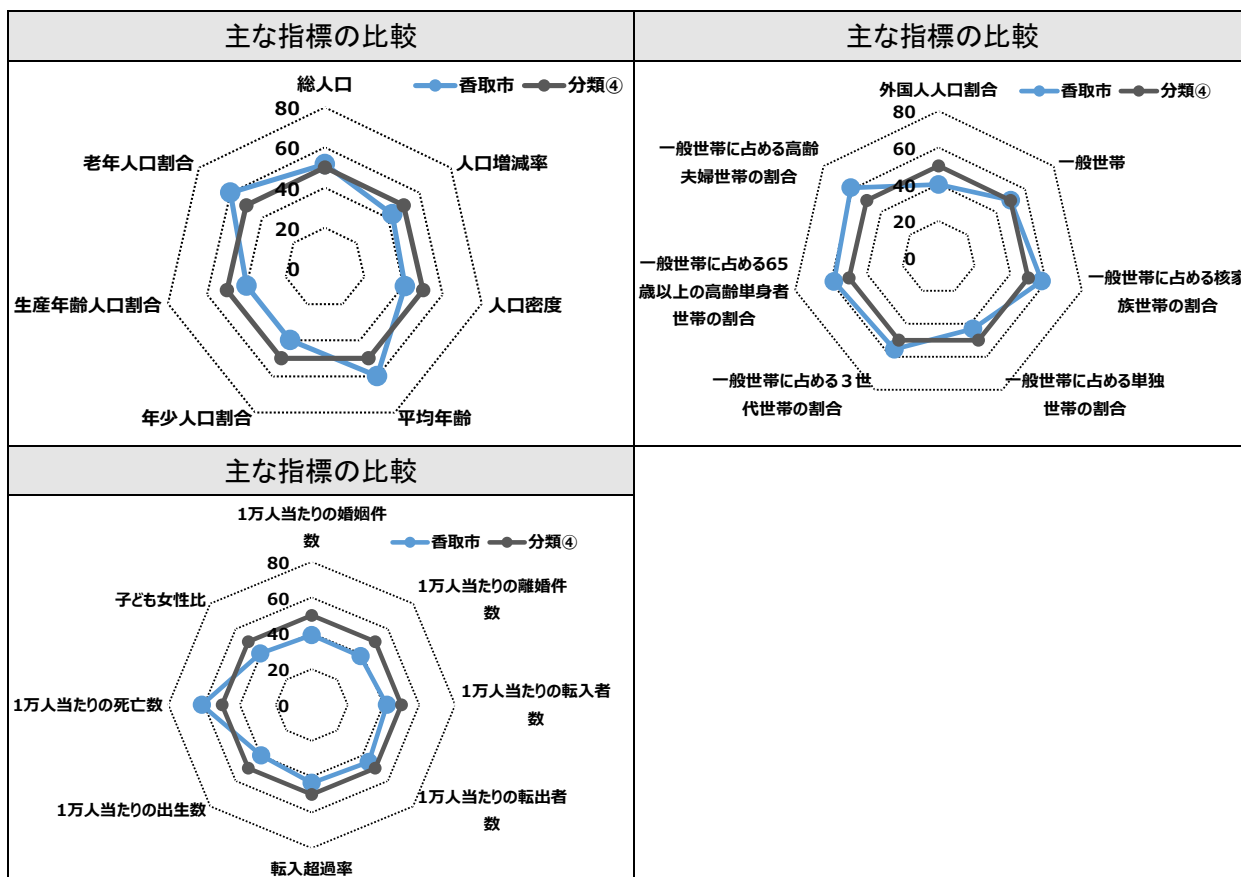 主な指標の比較
総人口
香取市
分類④
80
60
40
20
0
人口増減率
人口密度
平均年齢
年少人口割合
生産年齢人口割合
老年人口割合
主な指標の比較
外国人人口割合
香取市
分類④
80
60
40
20
0
一般世帯
一般世帯に占める核家
族世帯の割合
一般世帯に占める単独
世帯の割合
一般世帯に占める３世
代世帯の割合
一般世帯に占める65
歳以上の高齢単身者
世帯の割合
一般世帯に占める高齢
夫婦世帯の割合
主な指標の比較
1万人当たりの婚姻件
数
香取市
分類④
80
60
40
20
0
1万人当たりの離婚件
数
1万人当たりの転入者
数
1万人当たりの転出者
数
転入超過率
1万人当たりの出生数
1万人当たりの死亡数
子ども女性比